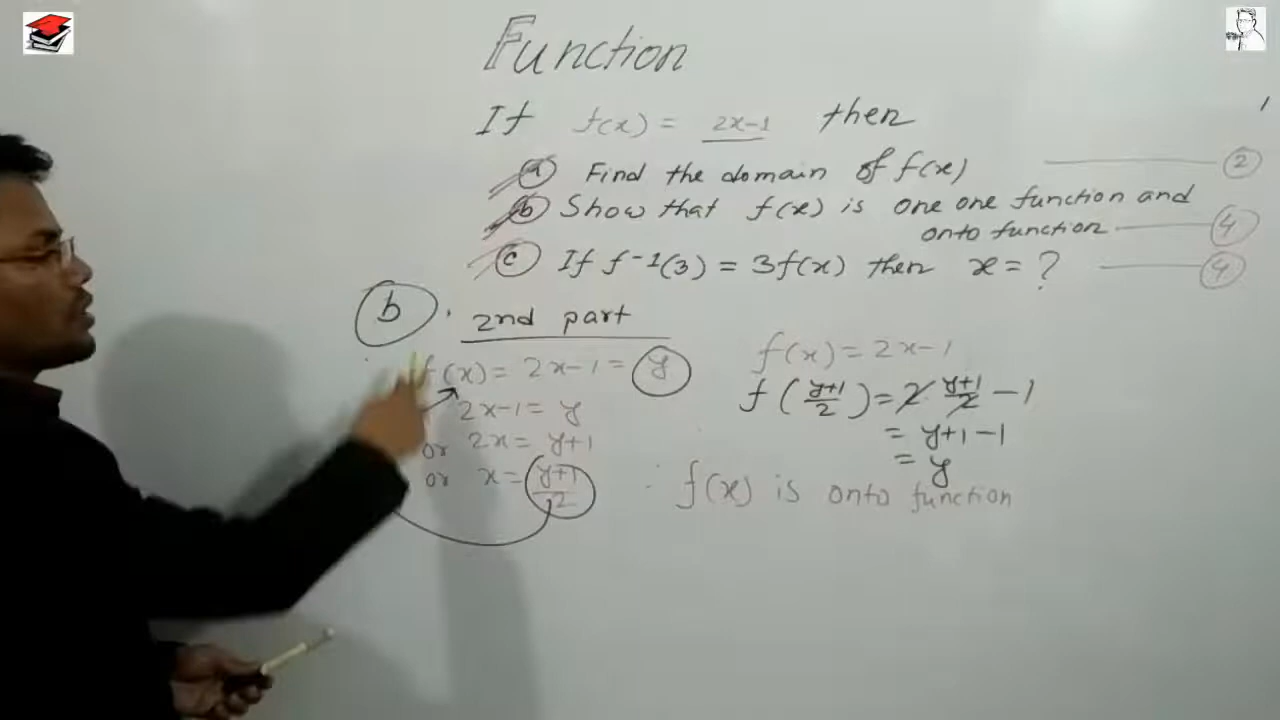 Function
If f(x) = 2x-1 then
(a) Find the domain of f(x) (2)
(b) Show that f(x) is one one function and
onto function (4)
(c) If f-1(3) = 3f(x) then x = ? (4)
b. 2nd part
f(x) = 2x-1 = y
2x-1 = y
or 2x = y+1
or x = y+1/2
f(x) = 2x-1
f(y+1/2) = 2 y+1/2 -1
= y+1-1
= y
∴ f(x) is onto function